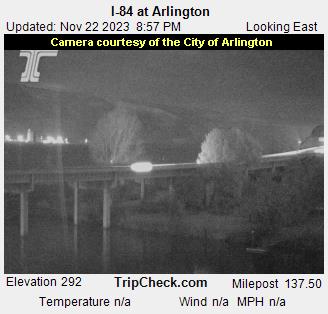 I-84 at Arlington
Updated: Nov 22 2023 8:57 PM Looking East
Camera courtesy of the City of Arlington
Elevation 292 TripCheck.com Milepost 137.50
Temperature n/a Wind n/a MPH n/a